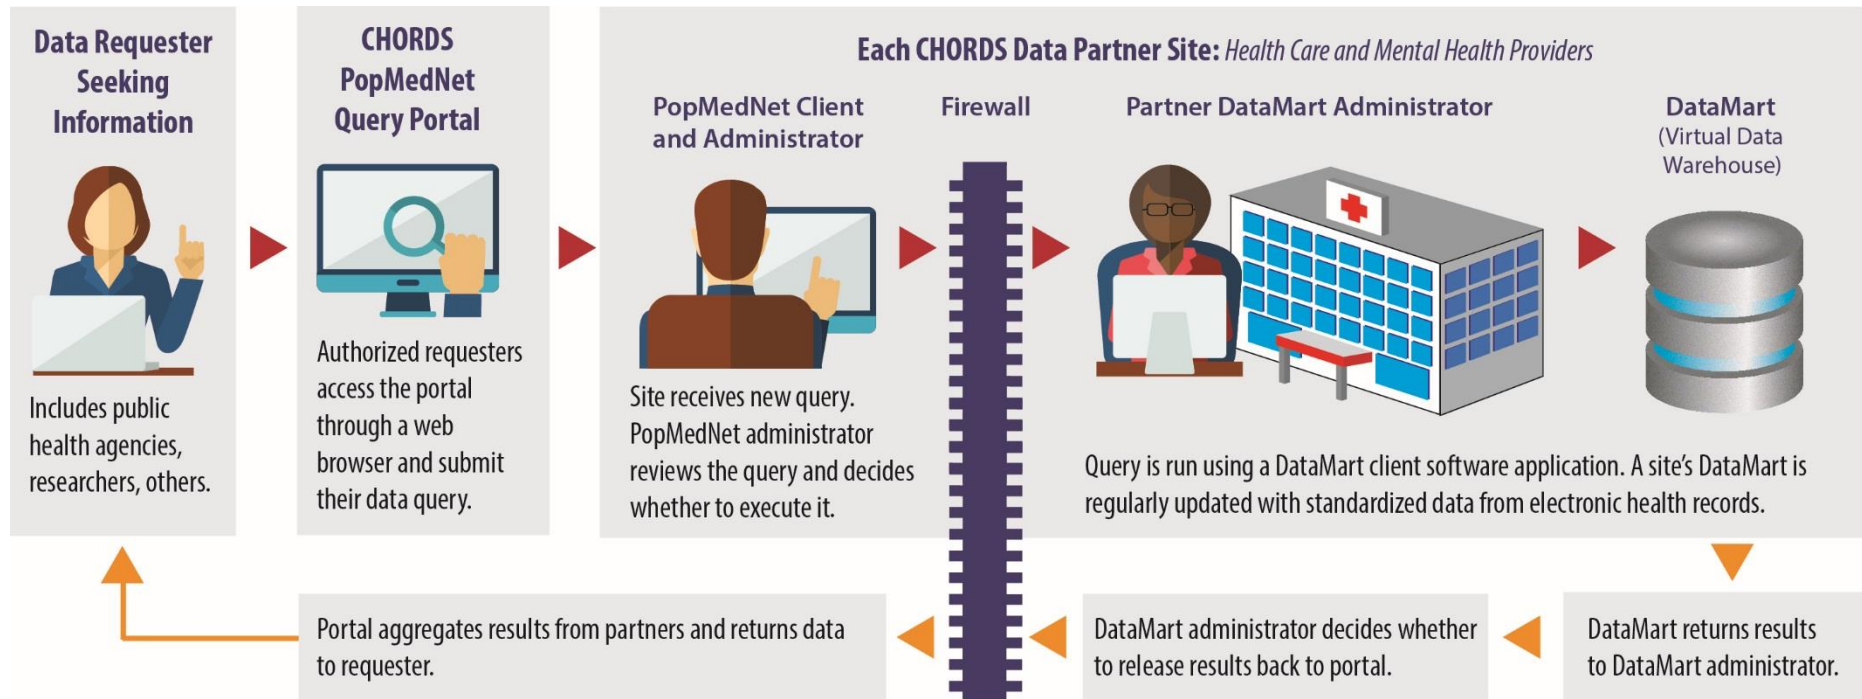 Data Requester
Seeking
Information
Includes public
health agencies,
researchers, others.
CHORDS
PopMedNet
Query Portal
Authorized requesters
access the portal
through a web
browser and submit
their data query.
Each CHORDS Data Partner Site: Health Care and Mental Health Providers
PopMedNet Client
and Administrator
Site receives new query.
PopMedNet administrator
reviews the query and decides
whether to execute it.
Firewall
Partner DataMart Administrator
DataMart
(Virtual Data
Warehouse)
Query is run using a DataMart client software application. A site’s DataMart is
regularly updated with standardized data from electronic health records.
DataMart returns results
to DataMart administrator.
DataMart administrator decides whether
to release results back to portal.
Portal aggregates results from partners and returns data
to requester.